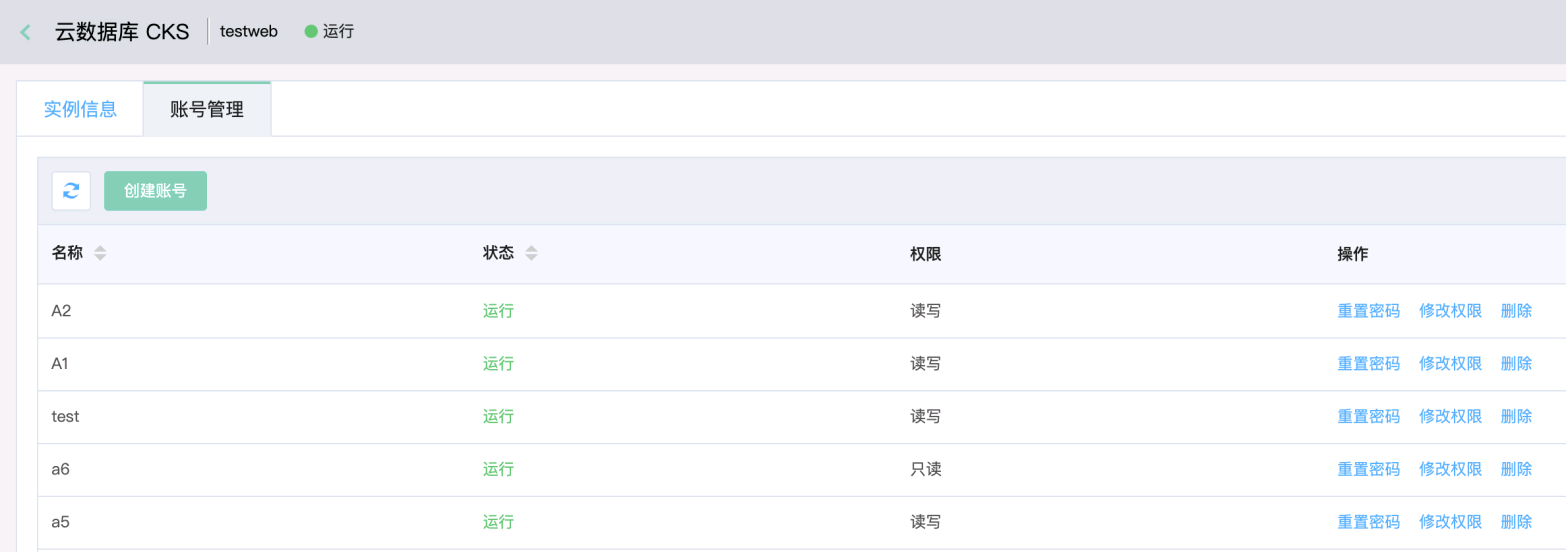 云数据库 CKS testweb 运行
实例信息 账号管理
创建账号
名称 状态 权限 操作
A2 运行 读写 重置密码 修改权限 删除
A1 运行 读写 重置密码 修改权限 删除
test 运行 读写 重置密码 修改权限 删除
a6 运行 只读 重置密码 修改权限 删除
a5 运行 读写 重置密码 修改权限 删除